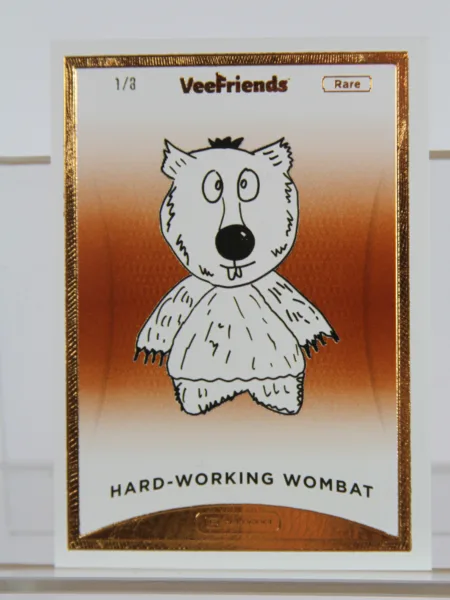 1/3
VeeFriends
Rare
HARD-WORKING WOMBAT